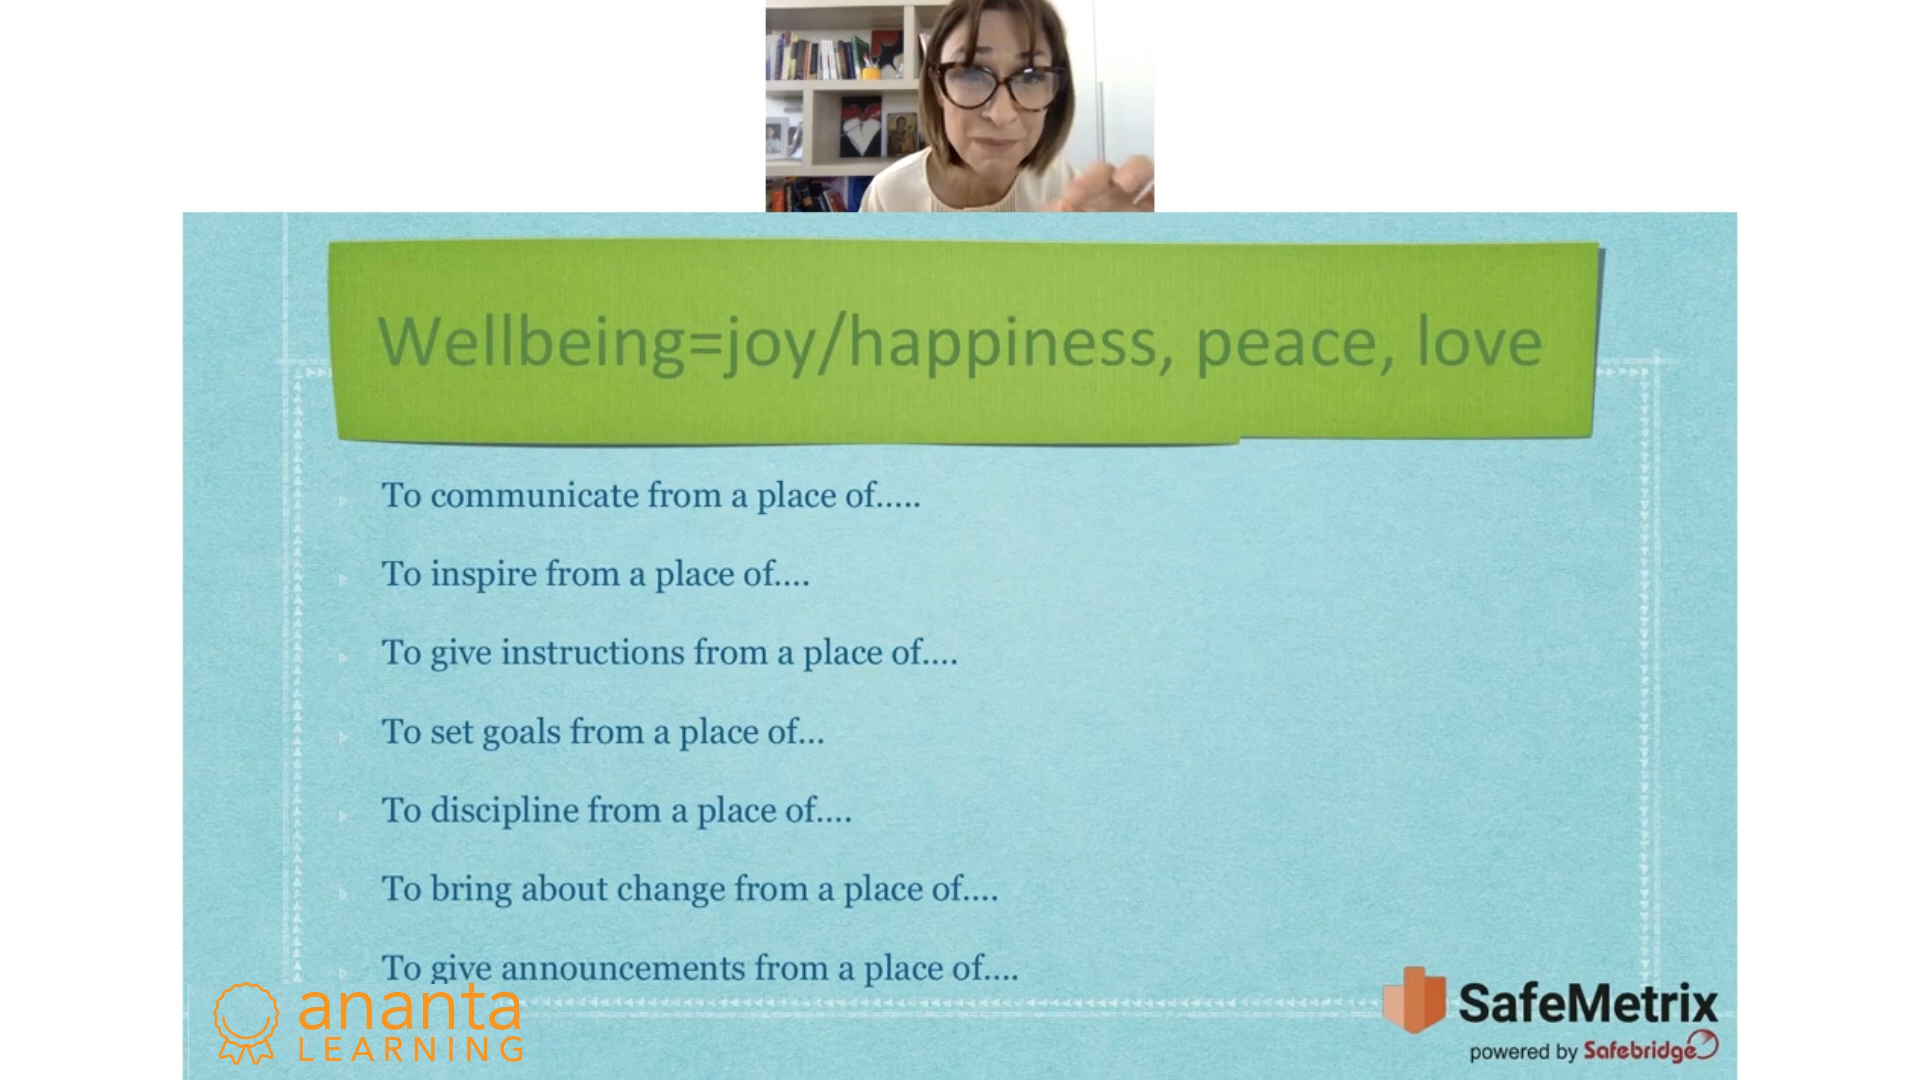 Wellbeing=joy/happiness, peace, love
To communicate from a place of.....
To inspire from a place of....
To give instructions from a place of....
To set goals from a place of...
To discipline from a place of....
To bring about change from a place of....
To give announcements from a place of....
ananta
LEARNING
SafeMetrix
powered by Safebridge